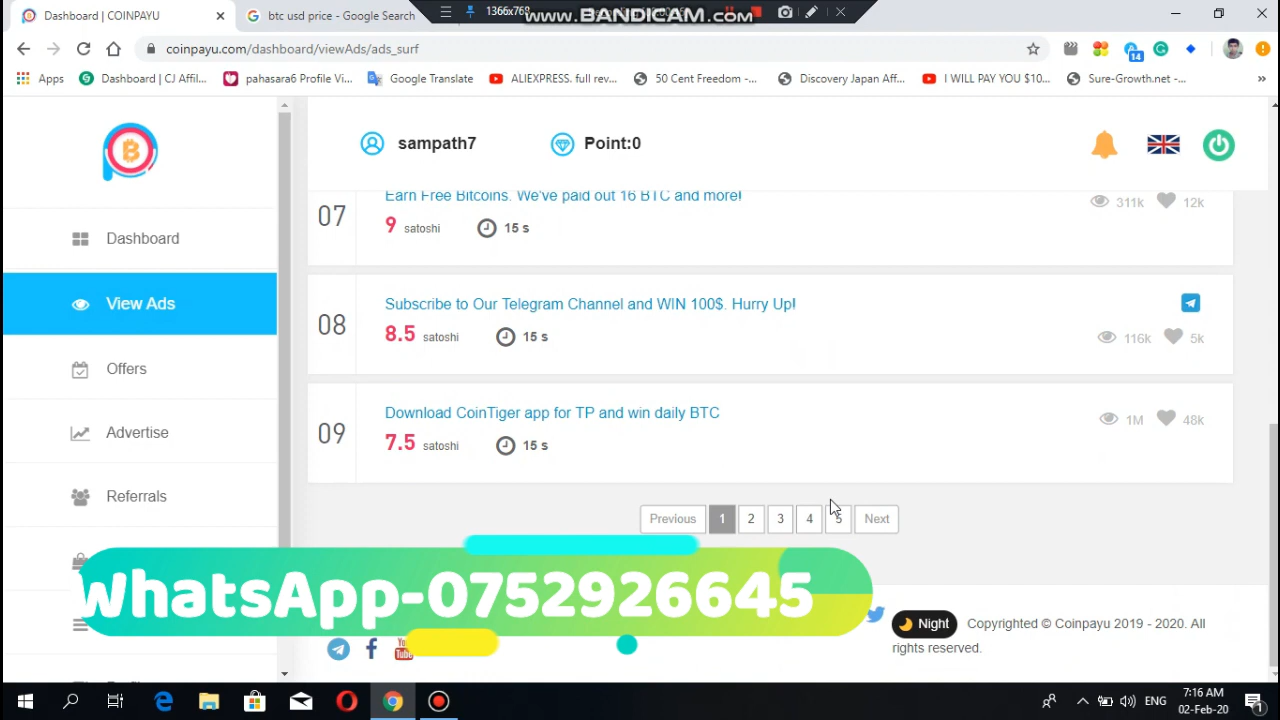 Dashboard | COINPAYU
btc usd price - Google Search
1366x768
www.BANDICAM.com
coinpayu.com/dashboard/viewAds/ads_surf
14
Apps
Dashboard | CJ Affil...
pahasara6 Profile Vi...
Google Translate
ALIEXPRESS. full rev...
50 Cent Freedom -...
Discovery Japan Aff...
I WILL PAY YOU $10...
Sure-Growth.net -...
»
sampath7
Point:0
Dashboard
View Ads
Offers
Advertise
Referrals
07
Earn Free Bitcoins. We've paid out 16 BTC and more!
9 satoshi 15 s
311k 12k
08
Subscribe to Our Telegram Channel and WIN 100$. Hurry Up!
8.5 satoshi 15 s
116k 5k
09
Download CoinTiger app for TP and win daily BTC
7.5 satoshi 15 s
1M 48k
Previous 1 2 3 4 5 Next
WhatsApp-0752926645
Night
Copyrighted © Coinpayu 2019 - 2020. All
rights reserved.
You
Tube
ENG
7:16 AM
02-Feb-20
1